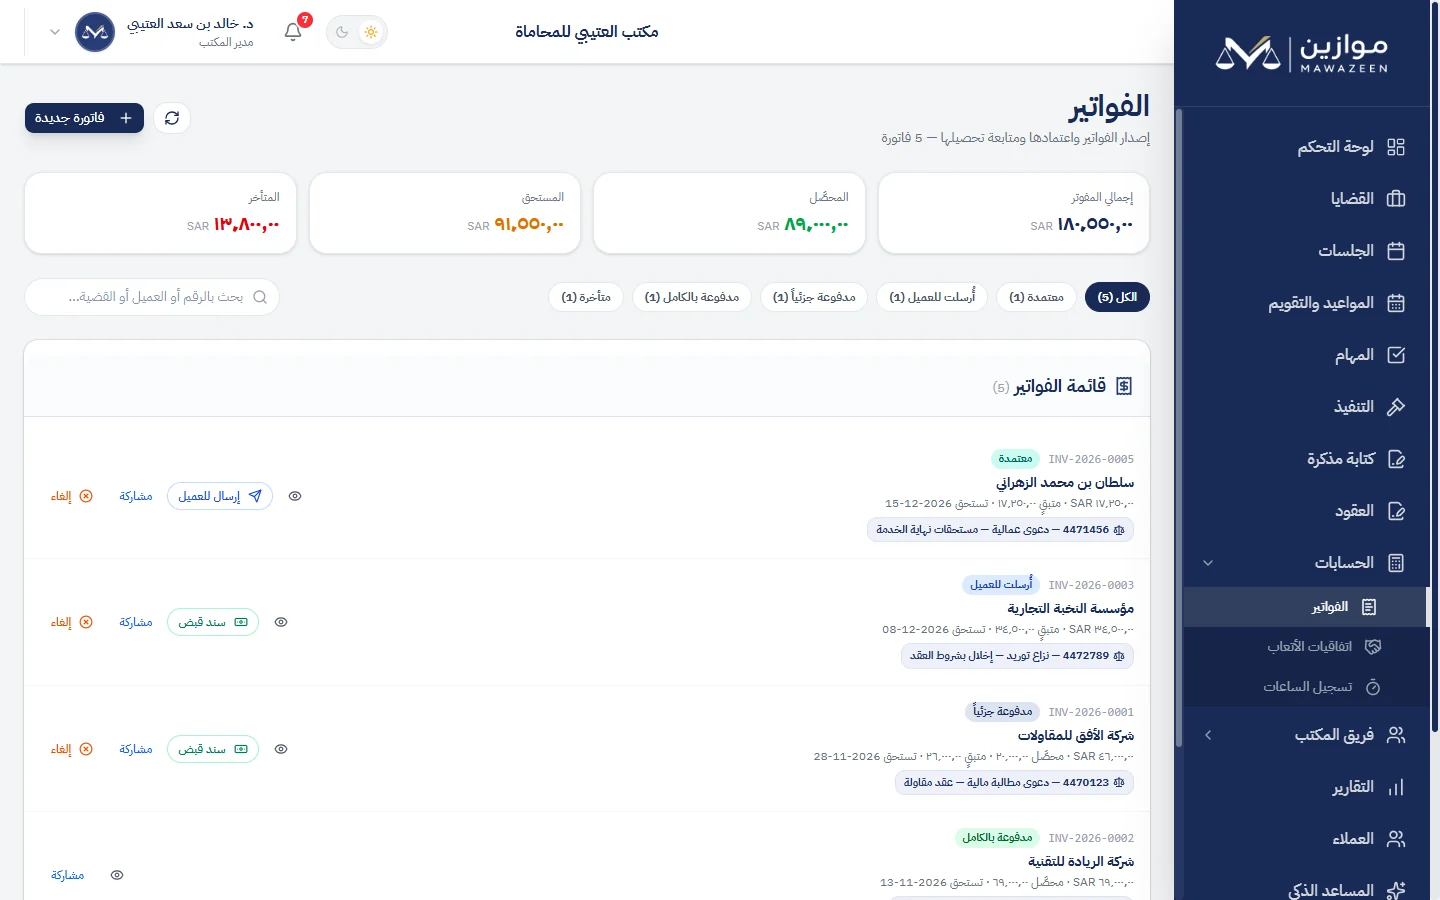 موازين
MAWAZEEN
لوحة التحكم
القضايا
الجلسات
المواعيد والتقويم
المهام
التنفيذ
كتابة مذكرة
العقود
الحسابات
الفواتير
اتفاقيات الأتعاب
تسجيل الساعات
فريق المكتب
التقارير
العملاء
المساعد الذكي
مكتب العتيبي للمحاماة
7
د. خالد بن سعد العتيبي
مدير المكتب
الفواتير
إصدار الفواتير واعتمادها ومتابعة تحصيلها — 5 فاتورة
فاتورة جديدة
إجمالي المفوتر
١٨٠,٥٥٠,٠٠ SAR
المحصّل
٨٩,٠٠٠,٠٠ SAR
المستحق
٩١,٥٥٠,٠٠ SAR
المتأخر
١٣,٨٠٠,٠٠ SAR
الكل (5)
معتمدة (1)
أُرسلت للعميل (1)
مدفوعة جزئياً (1)
مدفوعة بالكامل (1)
متأخرة (1)
بحث بالرقم أو العميل أو القضية...
قائمة الفواتير (5)
INV-2026-0005 معتمدة
سلطان بن محمد الزهراني
١٧,٢٥٠,٠٠ SAR · متبقٍ ١٧,٢٥٠,٠٠ · تستحق 2026-12-15
4471456 — دعوى عمالية — مستحقات نهاية الخدمة
إرسال للعميل
مشاركة
إلغاء
INV-2026-0003 أُرسلت للعميل
مؤسسة النخبة التجارية
٣٤,٥٠٠,٠٠ SAR · متبقٍ ٣٤,٥٠٠,٠٠ · تستحق 2026-12-08
4472789 — نزاع توريد — إخلال بشروط العقد
سند قبض
مشاركة
إلغاء
INV-2026-0001 مدفوعة جزئياً
شركة الأفق للمقاولات
٤٦,٠٠٠,٠٠ SAR · محصّل ٢٠,٠٠٠,٠٠ · متبقٍ ٢٦,٠٠٠,٠٠ · تستحق 2026-11-28
4470123 — دعوى مطالبة مالية — عقد مقاولة
سند قبض
مشاركة
إلغاء
INV-2026-0002 مدفوعة بالكامل
شركة الريادة للتقنية
٦٩,٠٠٠,٠٠ SAR · محصّل ٦٩,٠٠٠,٠٠ · تستحق 2026-11-13
مشاركة